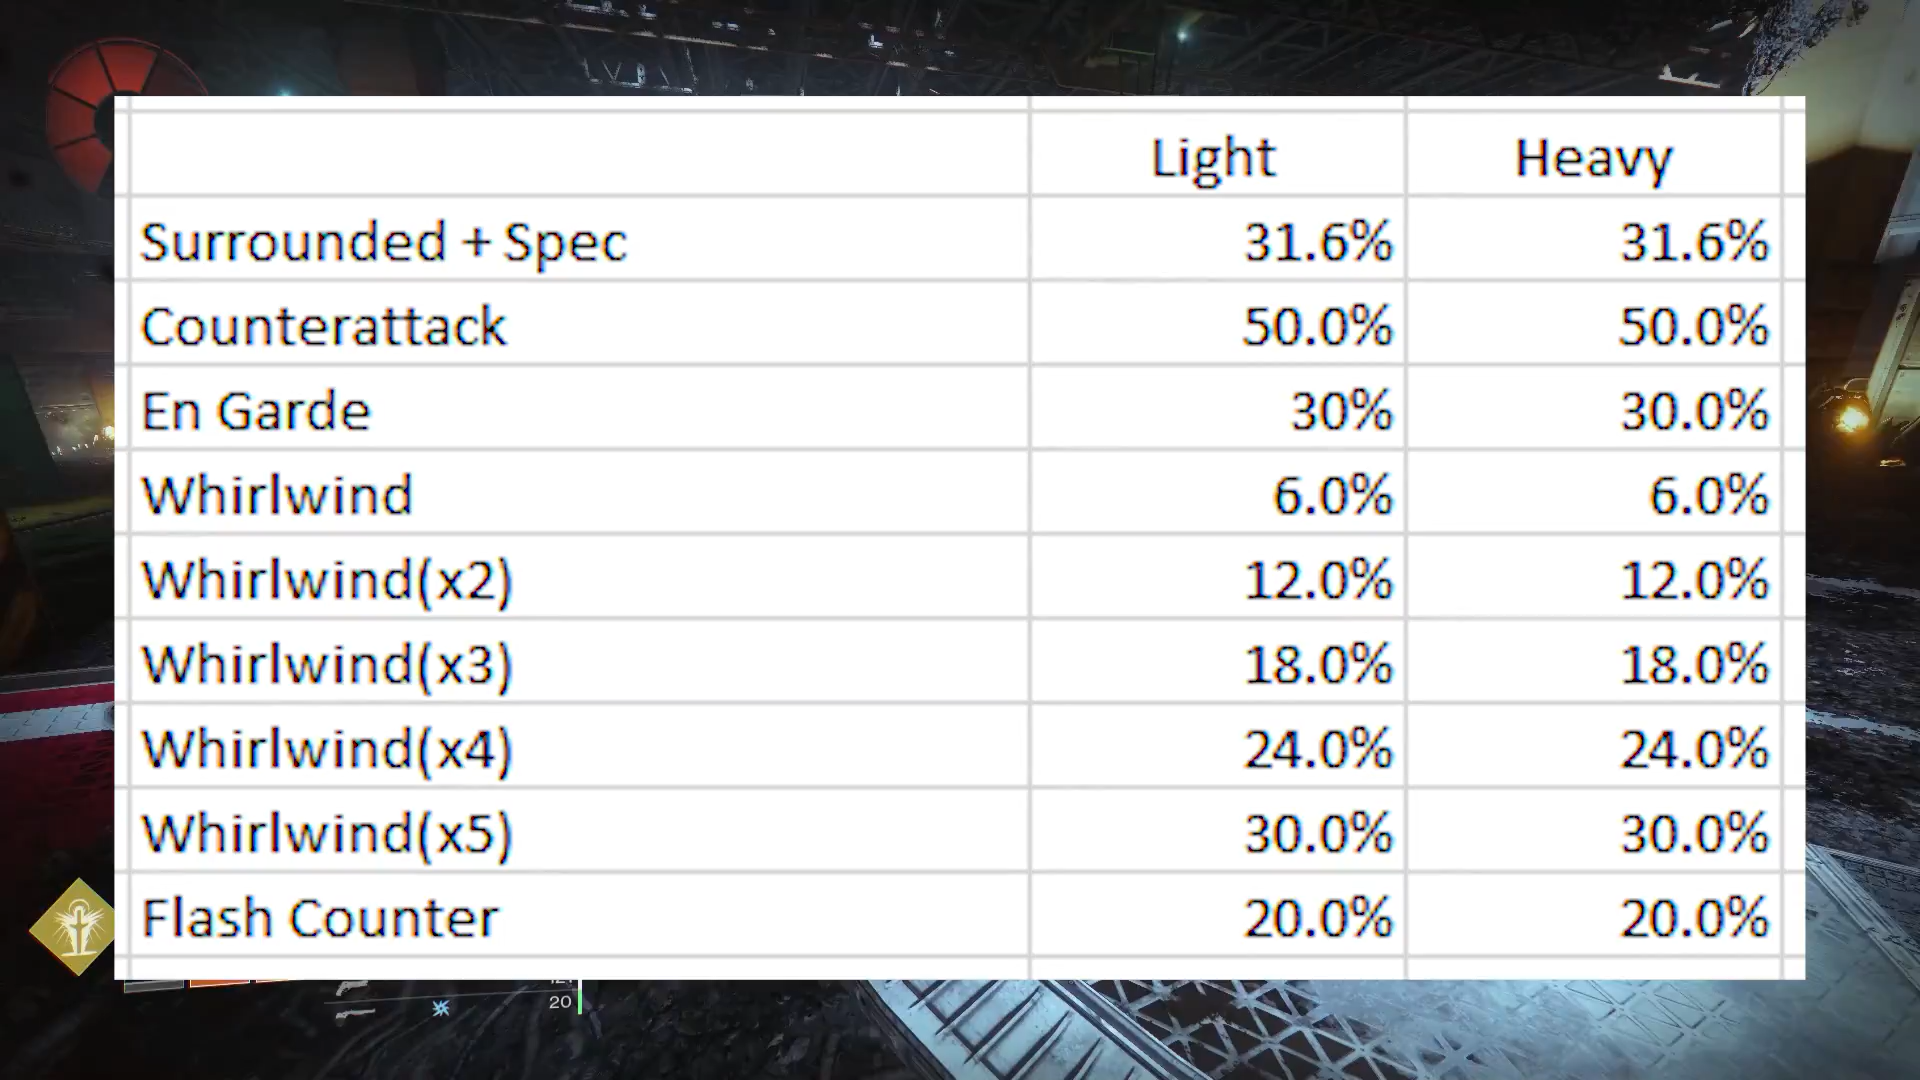 Light Heavy
Surrounded + Spec 31.6% 31.6%
Counterattack 50.0% 50.0%
En Garde 30% 30.0%
Whirlwind 6.0% 6.0%
Whirlwind(x2) 12.0% 12.0%
Whirlwind(x3) 18.0% 18.0%
Whirlwind(x4) 24.0% 24.0%
Whirlwind(x5) 30.0% 30.0%
Flash Counter 20.0% 20.0%
20